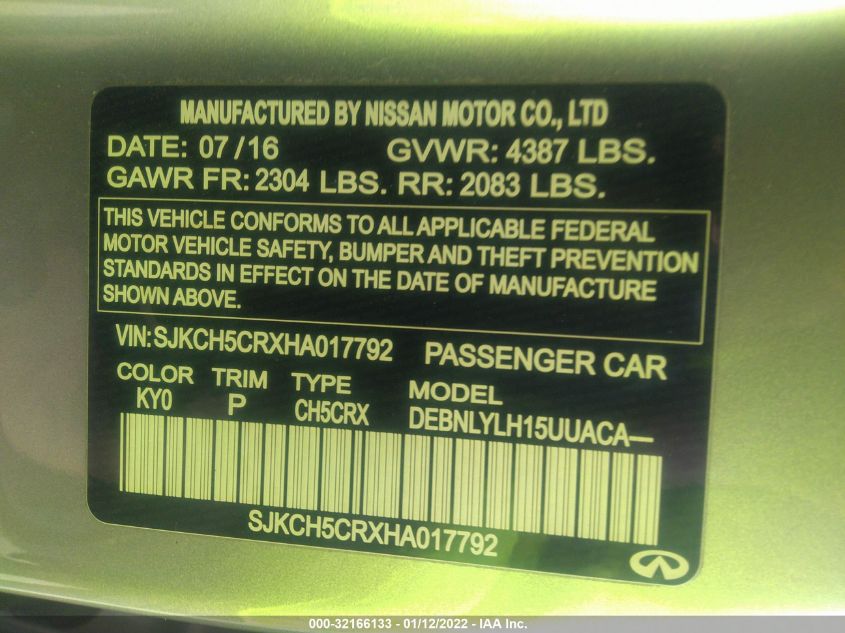 MANUFACTURED BY NISSAN MOTOR CO., LTD
DATE: 07/16 GVWR: 4387 LBS.
GAWR FR: 2304 LBS. RR: 2083 LBS.
THIS VEHICLE CONFORMS TO ALL APPLICABLE FEDERAL
MOTOR VEHICLE SAFETY, BUMPER AND THEFT PREVENTION
STANDARDS IN EFFECT ON THE DATE OF MANUFACTURE
SHOWN ABOVE.
VIN: SJKCH5CRXHA017792 PASSENGER CAR
COLOR TRIM TYPE MODEL
KY0 P CH5CRX DEBNLYLH15UUACA—
SJKCH5CRXHA017792
000-32166133 - 01/12/2022 - IAA Inc.